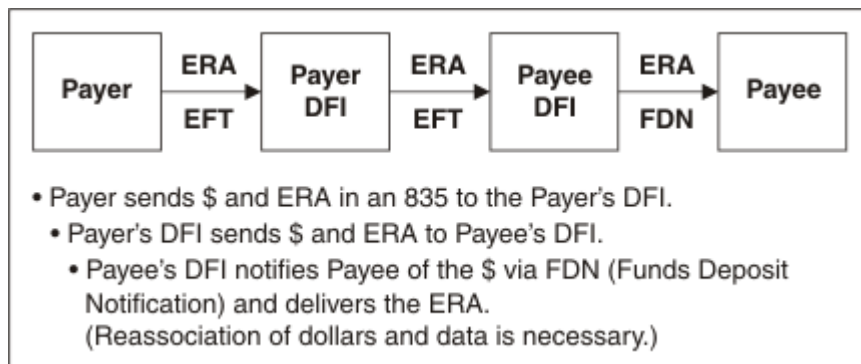 ERA ERA ERA
Payer Payer DFI Payee DFI Payee
EFT EFT FDN
• Payer sends $ and ERA in an 835 to the Payer's DFI.
• Payer's DFI sends $ and ERA to Payee's DFI.
• Payee's DFI notifies Payee of the $ via FDN (Funds Deposit
Notification) and delivers the ERA.
(Reassociation of dollars and data is necessary.)